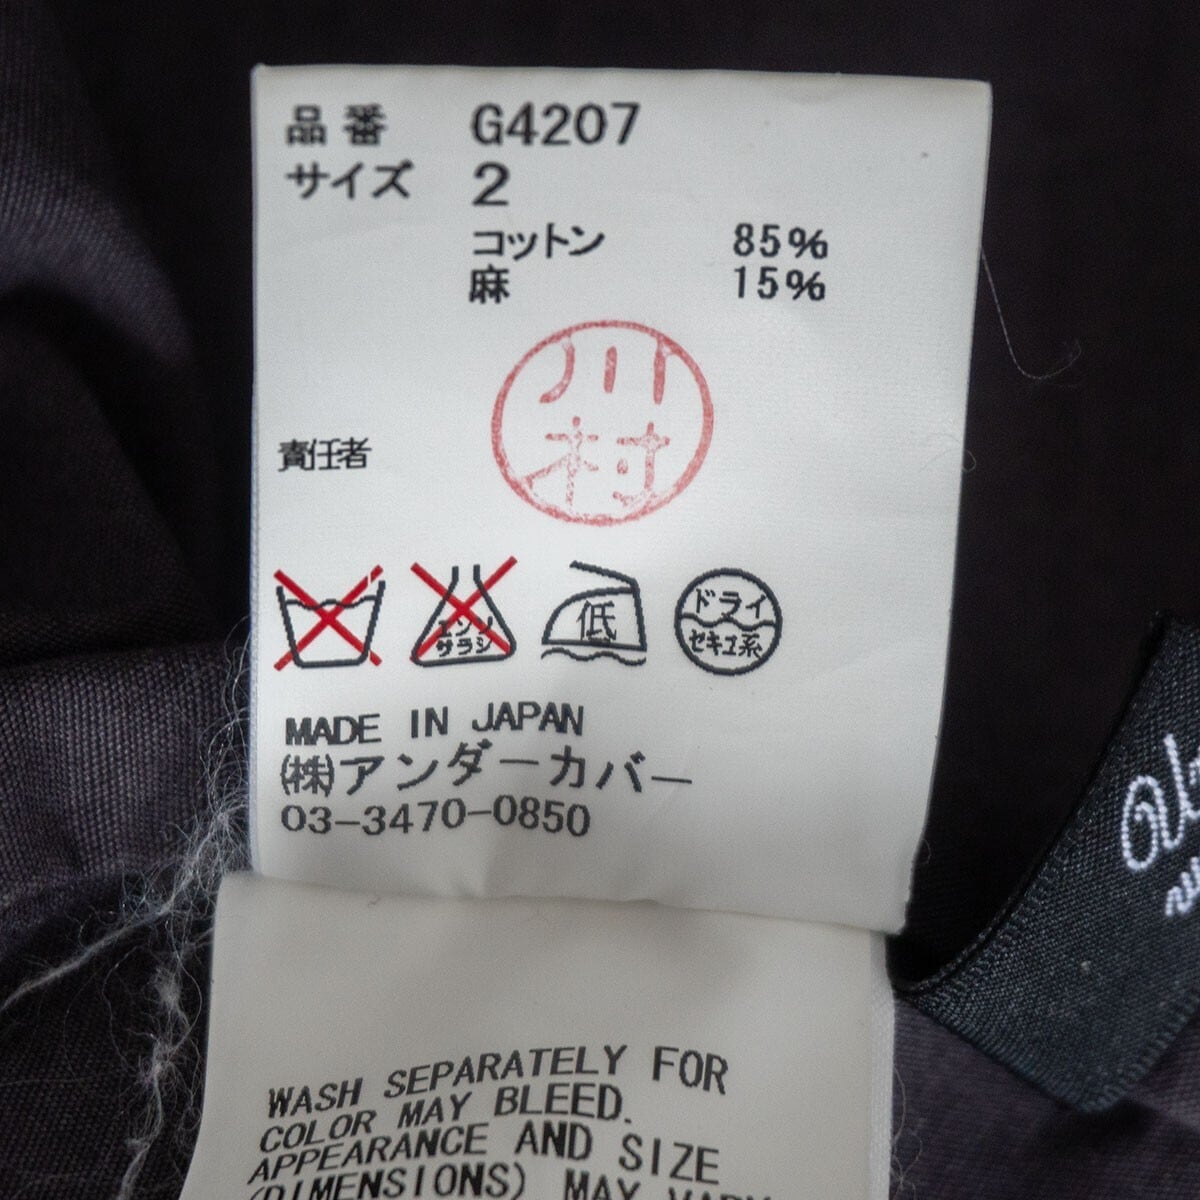 品番 G4207
サイズ 2
コットン 85%
麻 15%
川村
責任者
エンソサラシ
低
ドライ
セキユ系
MADE IN JAPAN
(株)アンダーカバー
03-3470-0850
WASH SEPARATELY FOR
COLOR MAY BLEED.
APPEARANCE AND SIZE
(DIMENSIONS) MAY